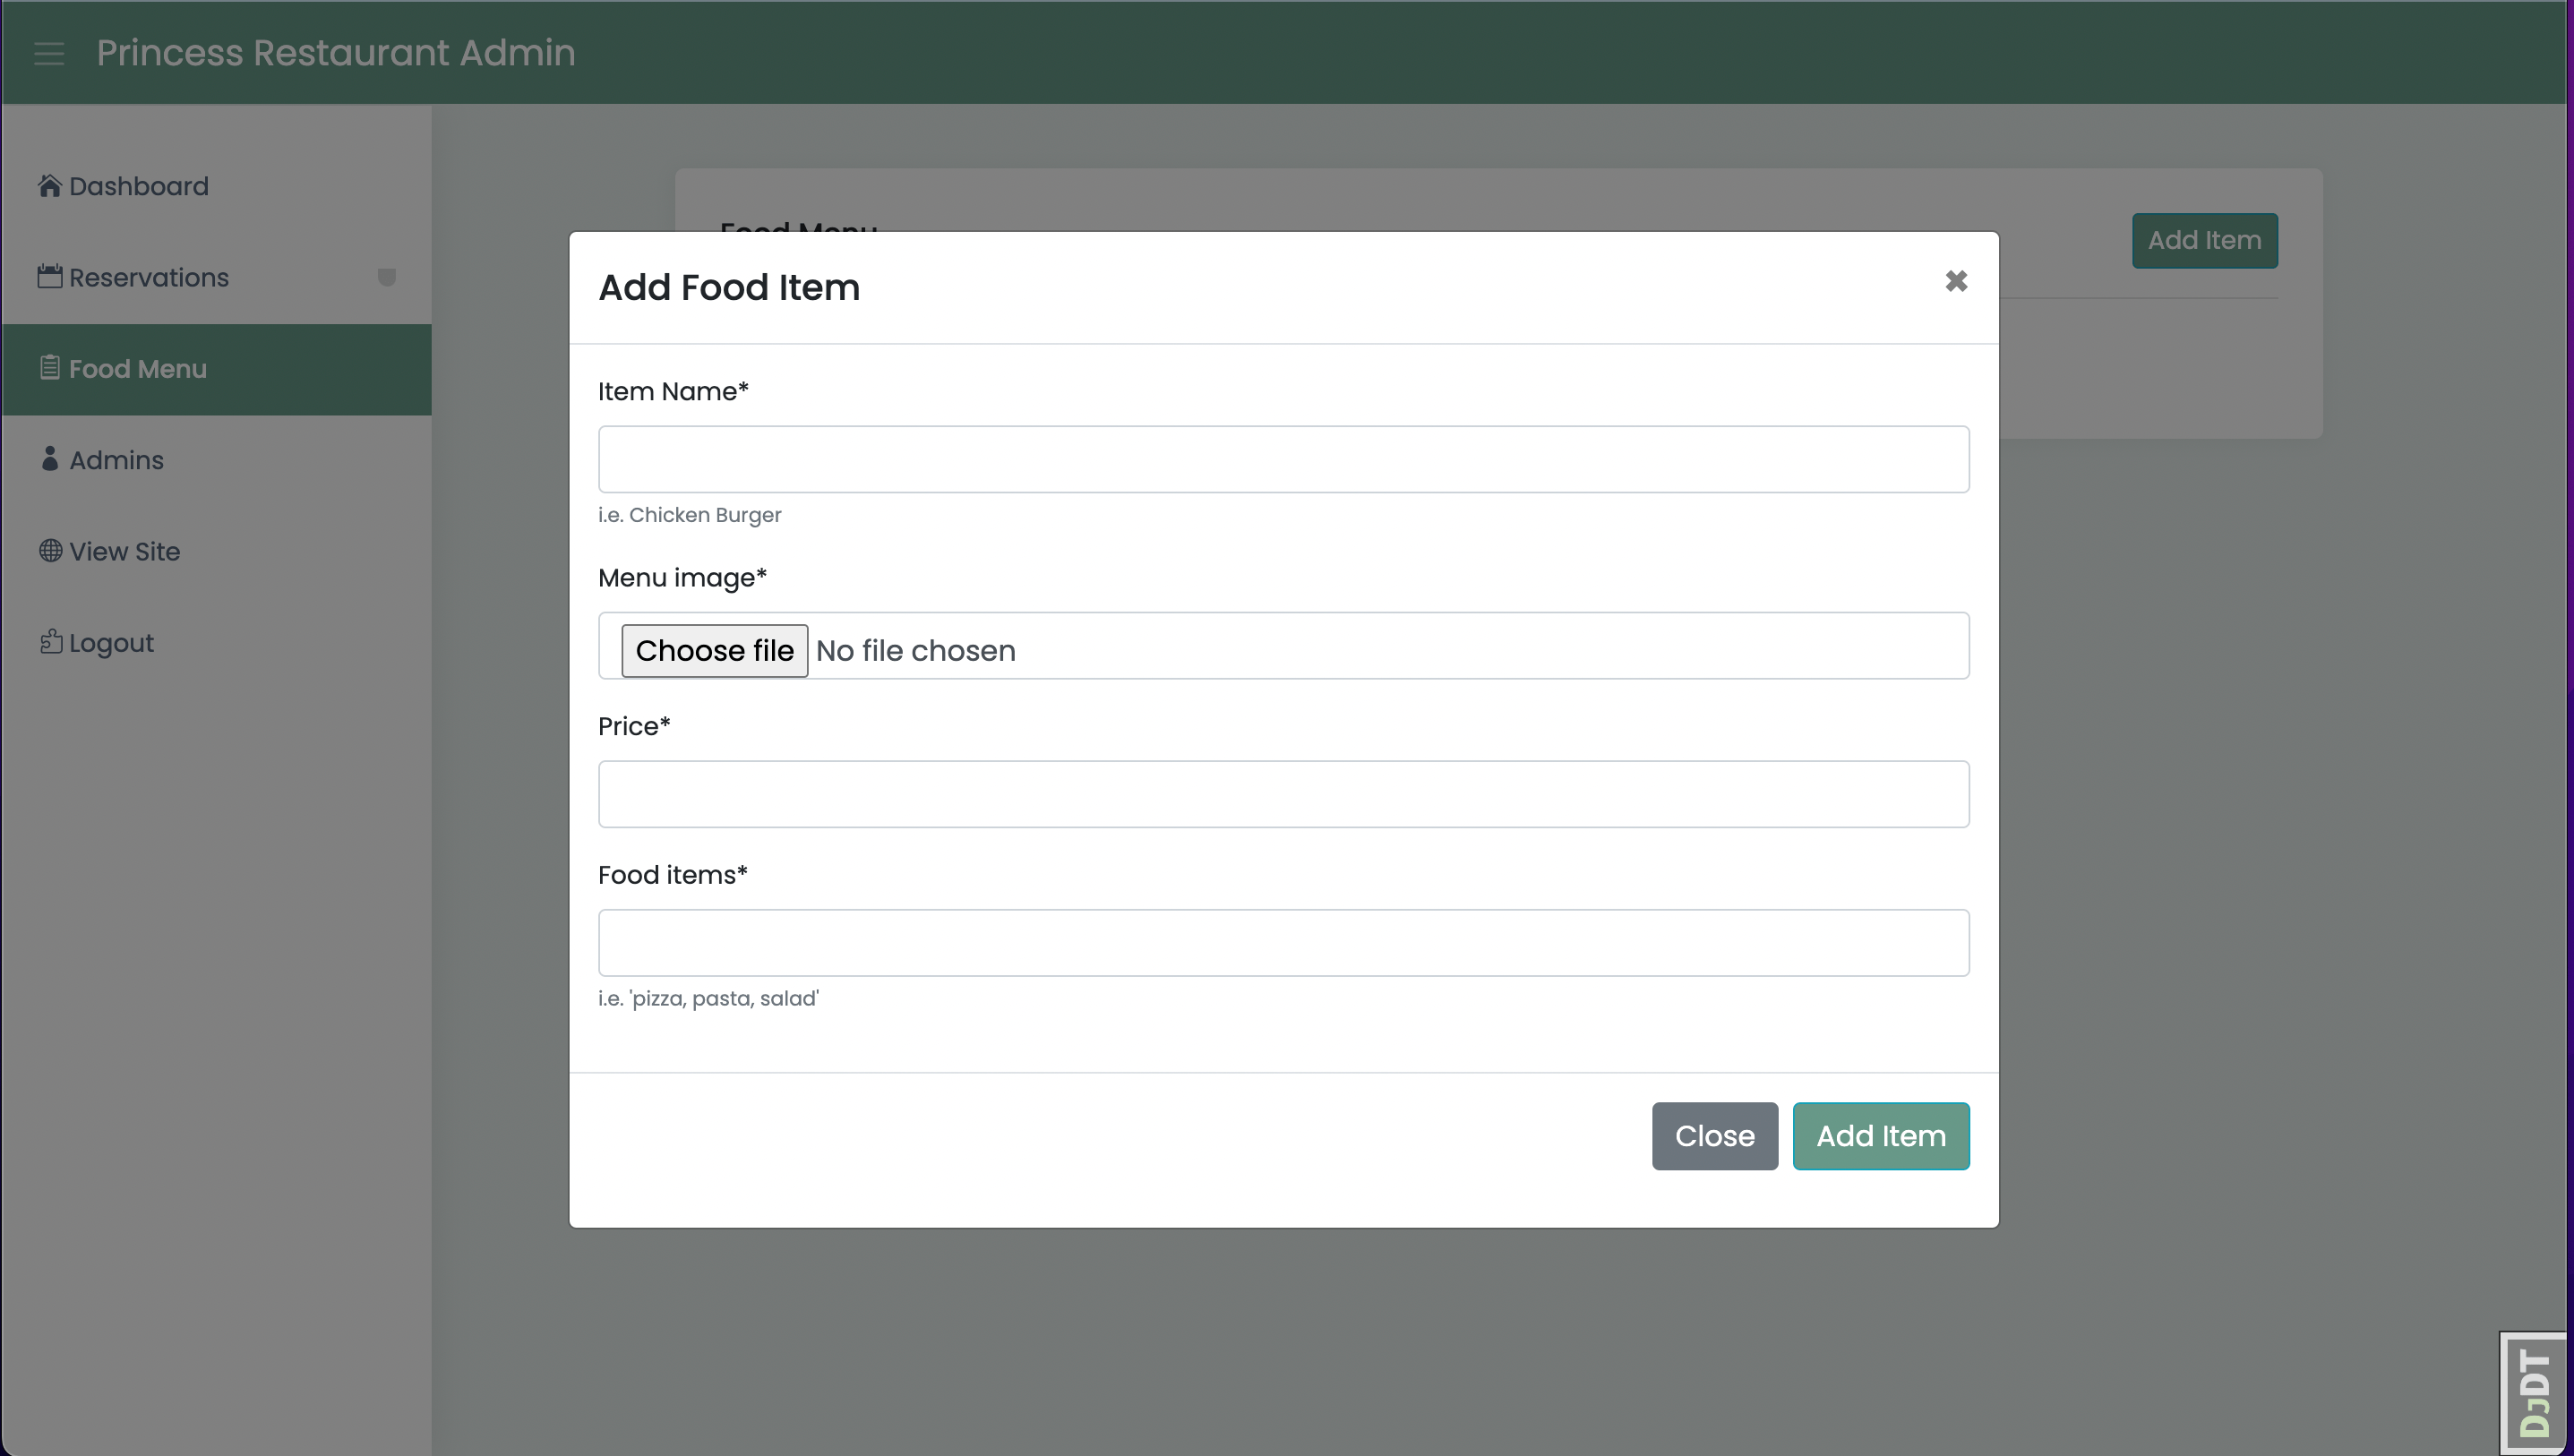 Princess Restaurant Admin
Dashboard
Reservations
Food Menu
Admins
View Site
Logout
Food Menu
Add Item
Add Food Item
Item Name*
i.e. Chicken Burger
Menu image*
Choose file No file chosen
Price*
Food items*
i.e. 'pizza, pasta, salad'
Close
Add Item
DJDT